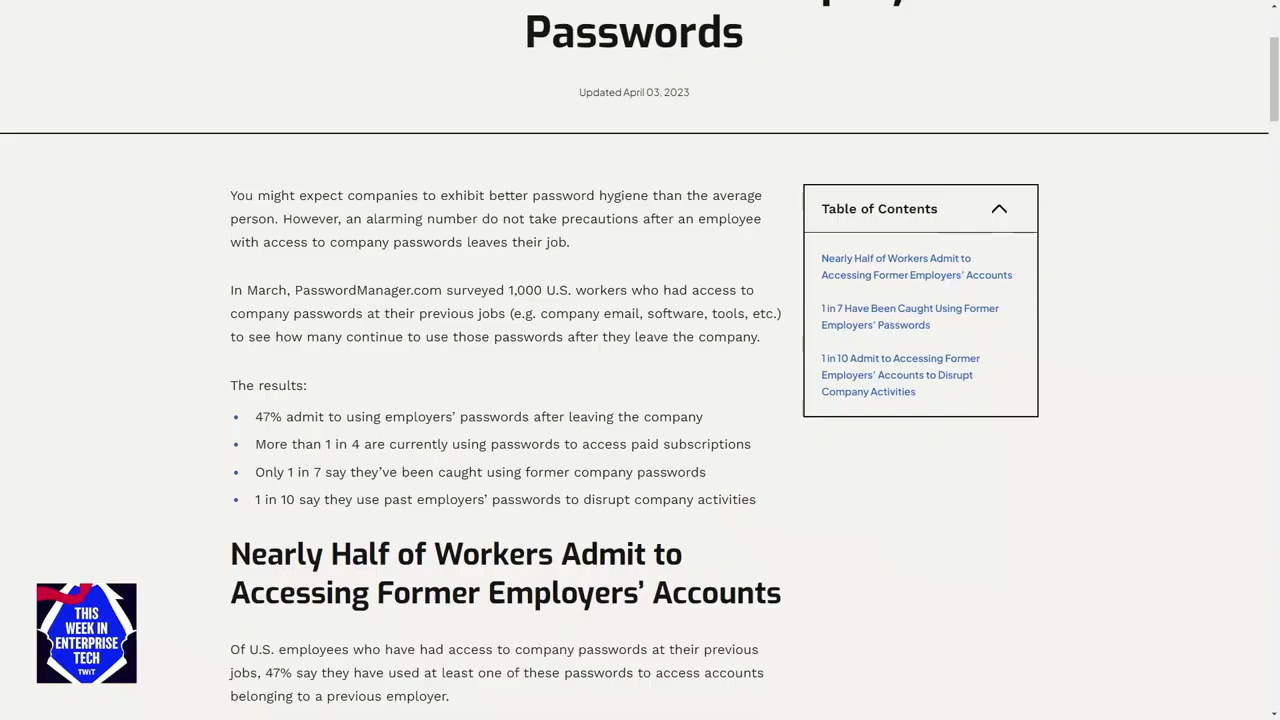 Passwords
Updated April 03, 2023
You might expect companies to exhibit better password hygiene than the average
person. However, an alarming number do not take precautions after an employee
with access to company passwords leaves their job.
In March, PasswordManager.com surveyed 1,000 U.S. workers who had access to
company passwords at their previous jobs (e.g. company email, software, tools, etc.)
to see how many continue to use those passwords after they leave the company.
The results:
• 47% admit to using employers’ passwords after leaving the company
• More than 1 in 4 are currently using passwords to access paid subscriptions
• Only 1 in 7 say they’ve been caught using former company passwords
• 1 in 10 say they use past employers’ passwords to disrupt company activities
Nearly Half of Workers Admit to
Accessing Former Employers’ Accounts
Of U.S. employees who have had access to company passwords at their previous
jobs, 47% say they have used at least one of these passwords to access accounts
belonging to a previous employer.
Table of Contents
Nearly Half of Workers Admit to
Accessing Former Employers’ Accounts
1 in 7 Have Been Caught Using Former
Employers’ Passwords
1 in 10 Admit to Accessing Former
Employers’ Accounts to Disrupt
Company Activities
THIS
WEEK IN
ENTERPRISE
TECH
TWiT